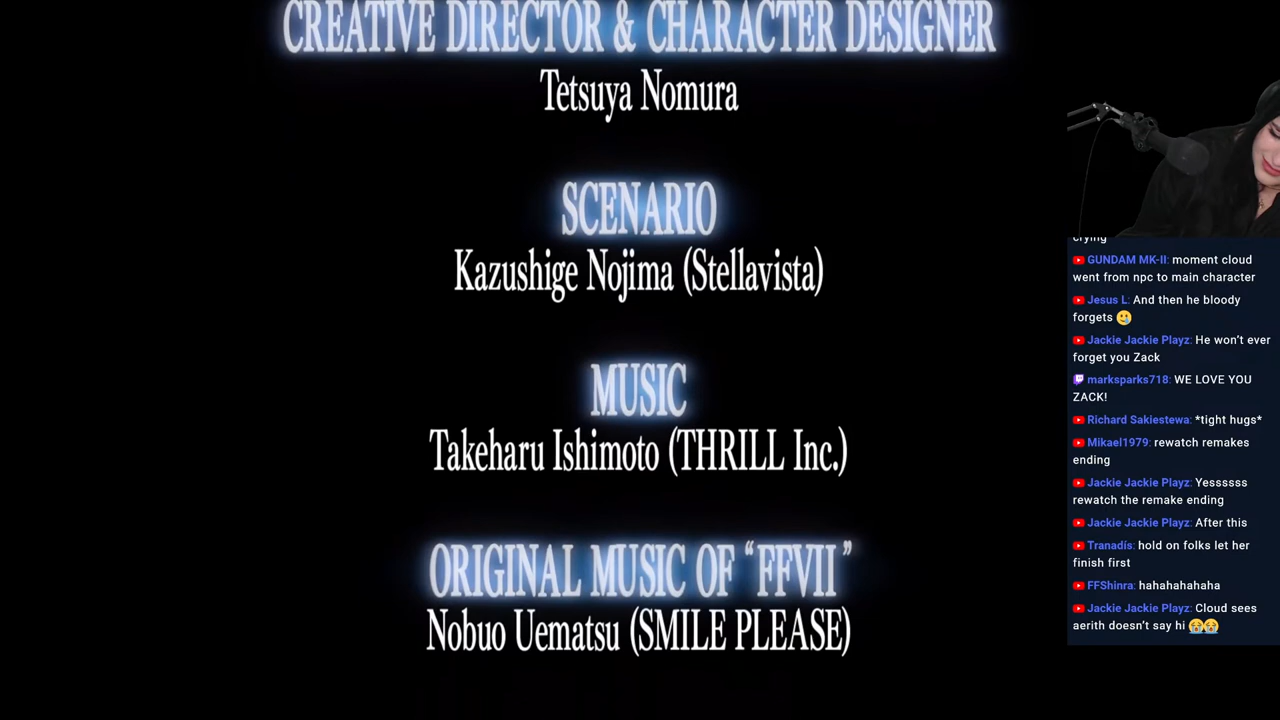 CREATIVE DIRECTOR & CHARACTER DESIGNER
Tetsuya Nomura
SCENARIO
Kazushige Nojima (Stellavista)
MUSIC
Takeharu Ishimoto (THRILL Inc.)
ORIGINAL MUSIC OF “FFVII”
Nobuo Uematsu (SMILE PLEASE)
crying
GUNDAM MK-II: moment cloud
went from npc to main character
Jesus L: And then he bloody
forgets 🥲
Jackie Jackie Playz: He won’t ever
forget you Zack
marksparks718: WE LOVE YOU
ZACK!
Richard Sakiestewa: *tight hugs*
Mikael1979: rewatch remakes
ending
Jackie Jackie Playz: Yessssss
rewatch the remake ending
Jackie Jackie Playz: After this
Tranadís: hold on folks let her
finish first
FFShinra: hahahahahaha
Jackie Jackie Playz: Cloud sees
aerith doesn’t say hi 😭😭